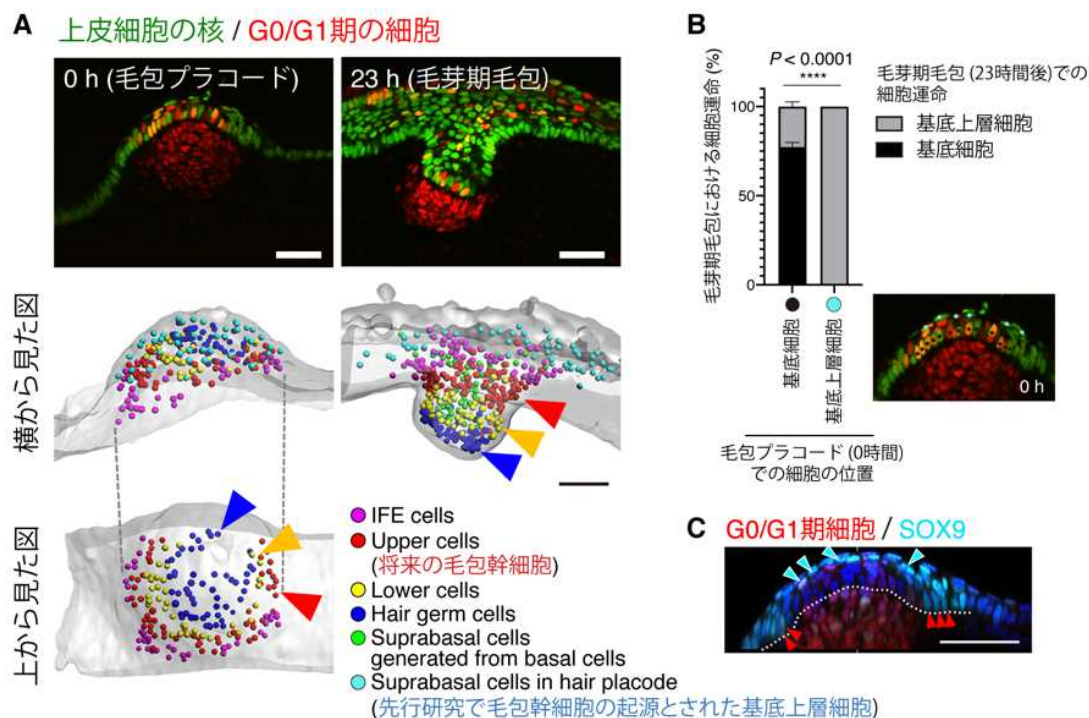 A
上皮細胞の核 / G0/G1期の細胞
0 h (毛包プラコード)
23 h (毛芽期毛包)
横から見た図
上から見た図
IFE cells
Upper cells
(将来の毛包幹細胞)
Lower cells
Hair germ cells
Suprabasal cells
generated from basal cells
Suprabasal cells in hair placode
(先行研究で毛包幹細胞の起源とされた基底上層細胞)
B
P < 0.0001
****
毛芽期毛包における細胞運命 (%)
100
50
0
基底細胞
基底上層細胞
毛包プラコード (0時間)
での細胞の位置
毛芽期毛包 (23時間後)での
細胞運命
基底上層細胞
基底細胞
0 h
C
G0/G1期細胞 / SOX9